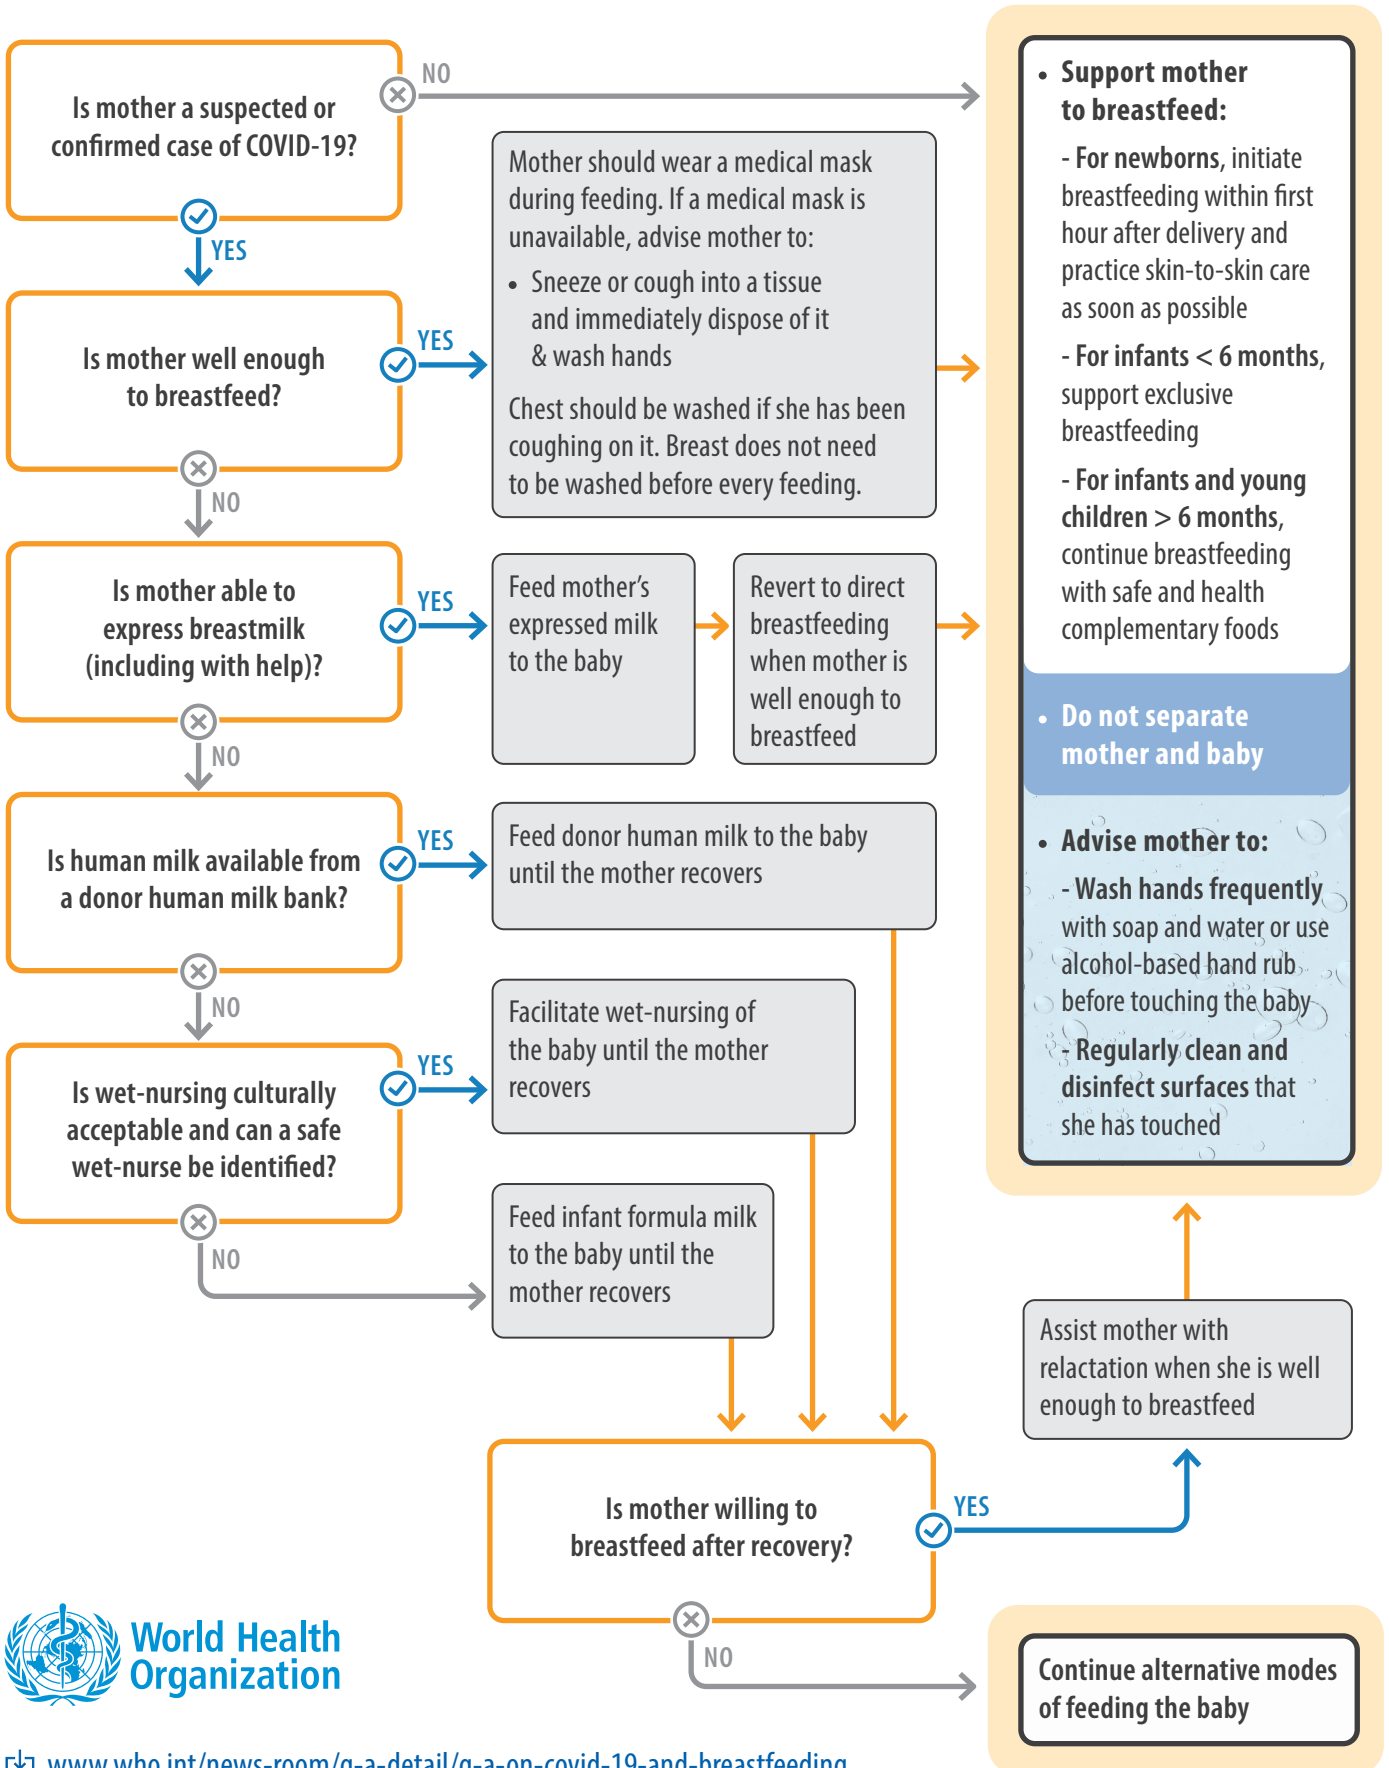 Is mother a suspected or
confirmed case of COVID-19?
NO
YES
Is mother well enough
to breastfeed?
YES
Mother should wear a medical mask
during feeding. If a medical mask is
unavailable, advise mother to:
• Sneeze or cough into a tissue
and immediately dispose of it
& wash hands
Chest should be washed if she has been
coughing on it. Breast does not need
to be washed before every feeding.
NO
Is mother able to
express breastmilk
(including with help)?
YES
Feed mother's
expressed milk
to the baby
Revert to direct
breastfeeding
when mother is
well enough to
breastfeed
NO
Is human milk available from
a donor human milk bank?
YES
Feed donor human milk to the baby
until the mother recovers
NO
Is wet-nursing culturally
acceptable and can a safe
wet-nurse be identified?
YES
Facilitate wet-nursing of
the baby until the mother
recovers
NO
Feed infant formula milk
to the baby until the
mother recovers
Is mother willing to
breastfeed after recovery?
YES
Assist mother with
relactation when she is well
enough to breastfeed
NO
Continue alternative modes
of feeding the baby
• Support mother
to breastfeed:
- For newborns, initiate
breastfeeding within first
hour after delivery and
practice skin-to-skin care
as soon as possible
- For infants < 6 months,
support exclusive
breastfeeding
- For infants and young
children > 6 months,
continue breastfeeding
with safe and health
complementary foods
• Do not separate
mother and baby
• Advise mother to:
- Wash hands frequently
with soap and water or use
alcohol-based hand rub
before touching the baby
- Regularly clean and
disinfect surfaces that
she has touched
World Health
Organization
www.who.int/news-room/q-a-detail/q-a-on-covid-19-and-breastfeeding